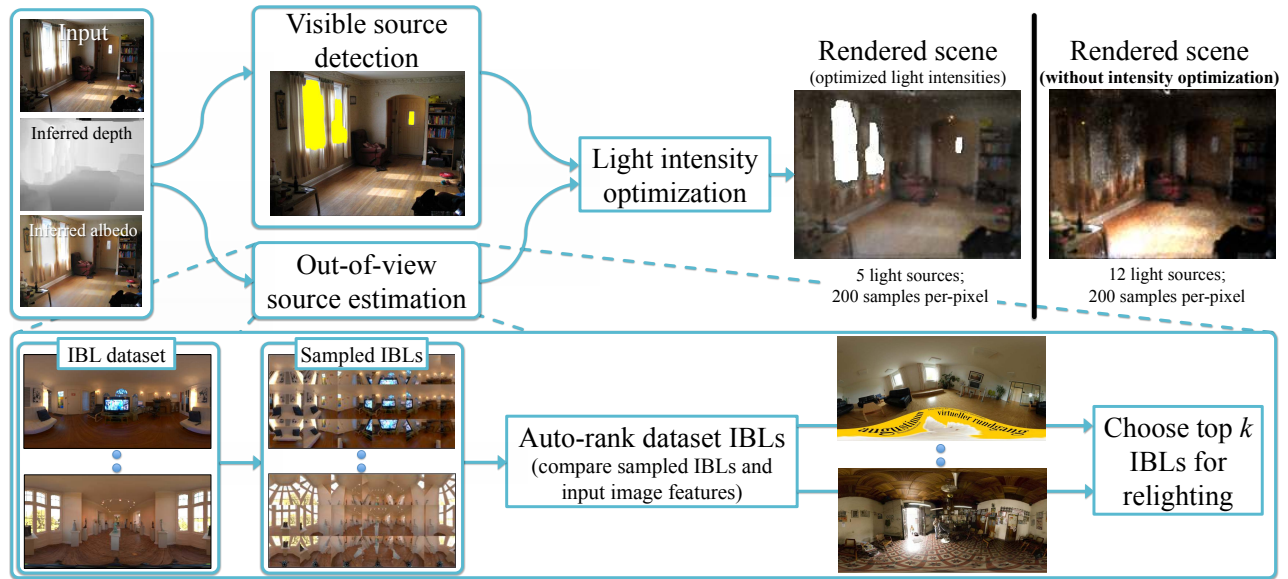 Input
Inferred depth
Inferred albedo
Visible source
detection
Out-of-view
source estimation
Light intensity
optimization
Rendered scene
(optimized light intensities)
5 light sources;
200 samples per-pixel
Rendered scene
(without intensity optimization)
12 light sources;
200 samples per-pixel
IBL dataset
Sampled IBLs
Auto-rank dataset IBLs
(compare sampled IBLs and
input image features)
augustinum
virtueller rundgang
Choose top k
IBLs for
relighting